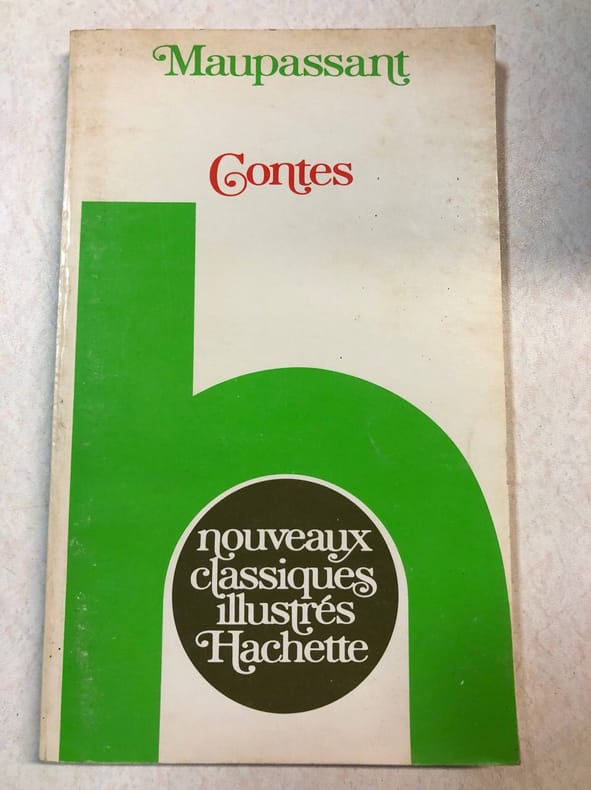 Maupassant
Contes
nouveaux
classiques
illustrés
Hachette